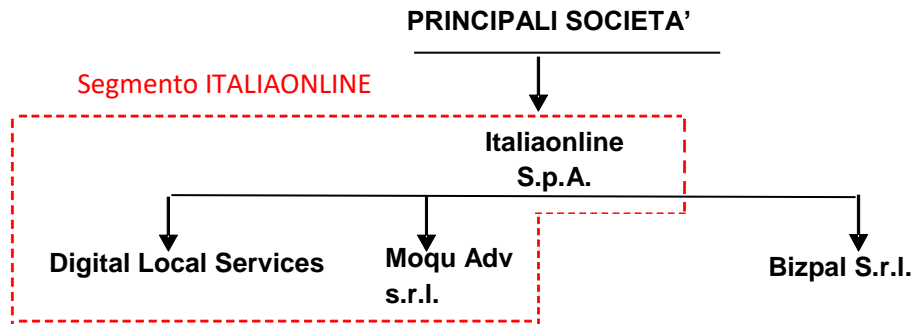 PRINCIPALI SOCIETA’
Segmento ITALIAONLINE
Italiaonline
S.p.A.
Digital Local Services
Moqu Adv
s.r.l.
Bizpal S.r.l.